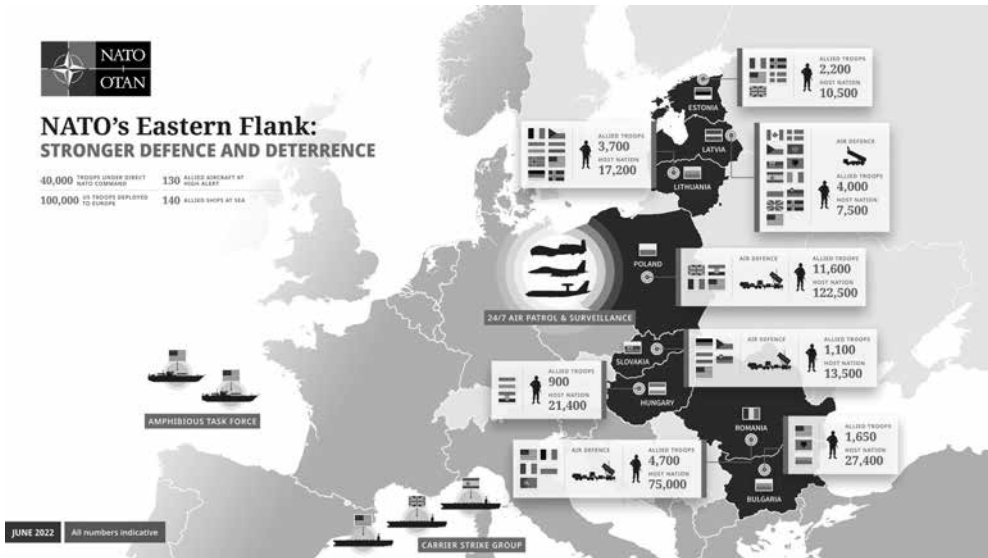 NATO
OTAN
NATO's Eastern Flank:
STRONGER DEFENCE AND DETERRENCE
40,000 TROOPS UNDER DIRECT NATO COMMAND
130 ALLIED AIRCRAFT AT HIGH ALERT
100,000 US TROOPS DEPLOYED TO EUROPE
140 ALLIED SHIPS AT SEA
ALLIED TROOPS
2,200
HOST NATION
10,500
ESTONIA
ALLIED TROOPS
3,700
HOST NATION
17,200
LATVIA
LITHUANIA
AIR DEFENCE
ALLIED TROOPS
4,000
HOST NATION
7,500
POLAND
AIR DEFENCE
ALLIED TROOPS
11,600
HOST NATION
122,500
24/7 AIR PATROL & SURVEILLANCE
SLOVAKIA
AIR DEFENCE
ALLIED TROOPS
1,100
HOST NATION
13,500
ALLIED TROOPS
900
HOST NATION
21,400
HUNGARY
AMPHIBIOUS TASK FORCE
ROMANIA
ALLIED TROOPS
1,650
HOST NATION
27,400
AIR DEFENCE
ALLIED TROOPS
4,700
HOST NATION
75,000
BULGARIA
JUNE 2022
All numbers indicative
CARRIER STRIKE GROUP